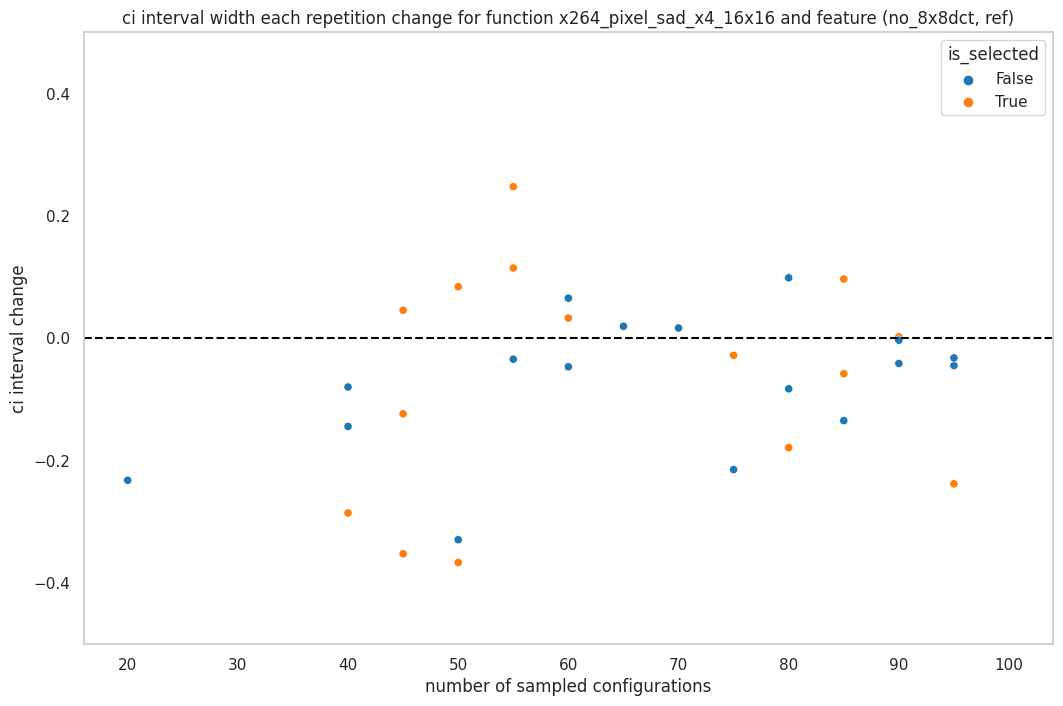 ci interval width each repetition change for function x264_pixel_sad_x4_16x16 and feature (no_8x8dct, ref)
is_selected
False
True
ci interval change
0.4
0.2
0.0
−0.2
−0.4
20 30 40 50 60 70 80 90 100
number of sampled configurations